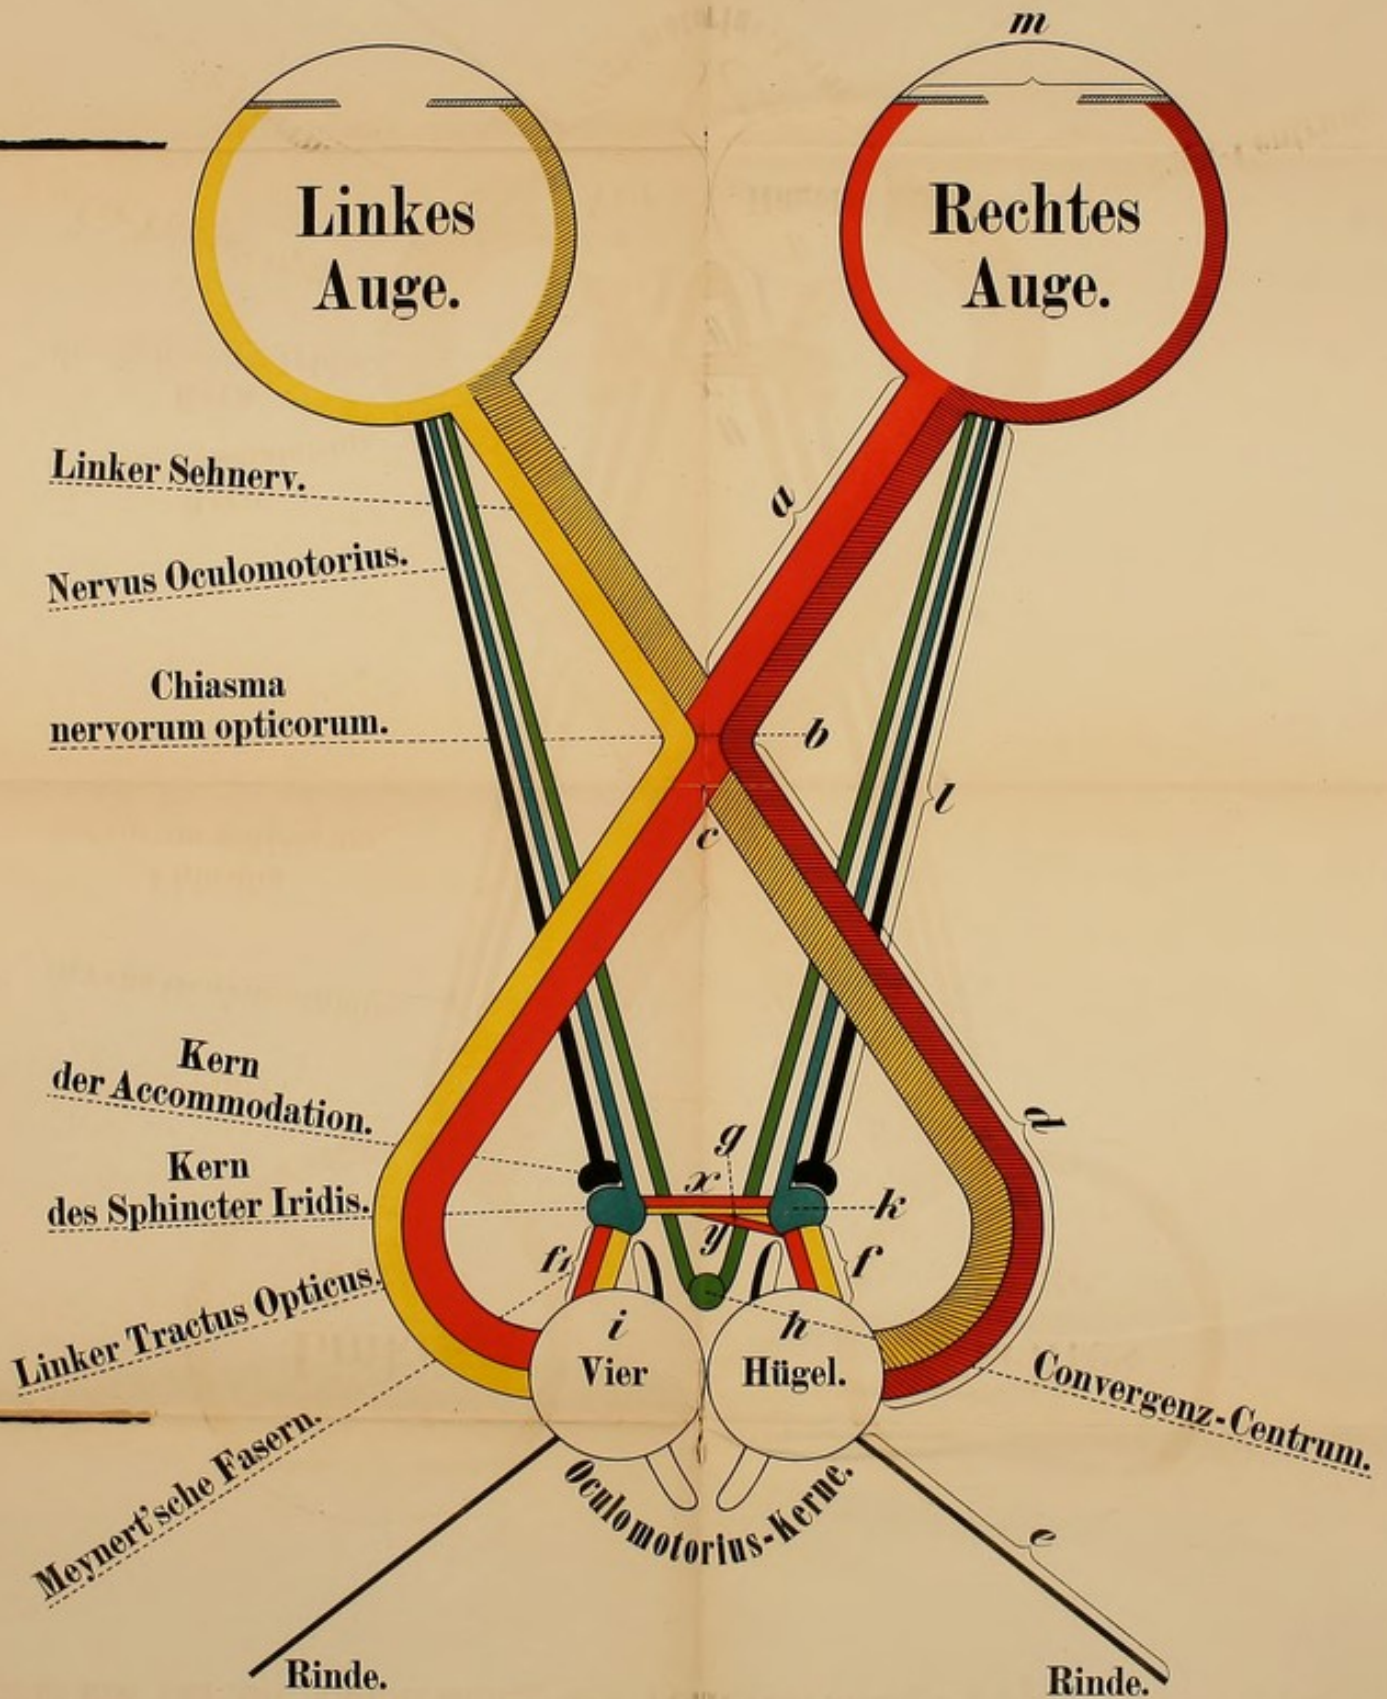 m
Linkes
Auge.
Rechtes
Auge.
Linker Sehnerv.
a
Nervus Oculomotorius.
Chiasma
nervorum opticorum.
b
l
c
Kern
der Accommodation.
d
g
Kern
des Sphincter Iridis.
x
k
y
f1
f
Linker Tractus Opticus.
i
h
Vier
Hügel.
Convergenz-Centrum.
Meynert'sche Fasern.
Oculomotorius-Kerne.
e
Rinde.
Rinde.